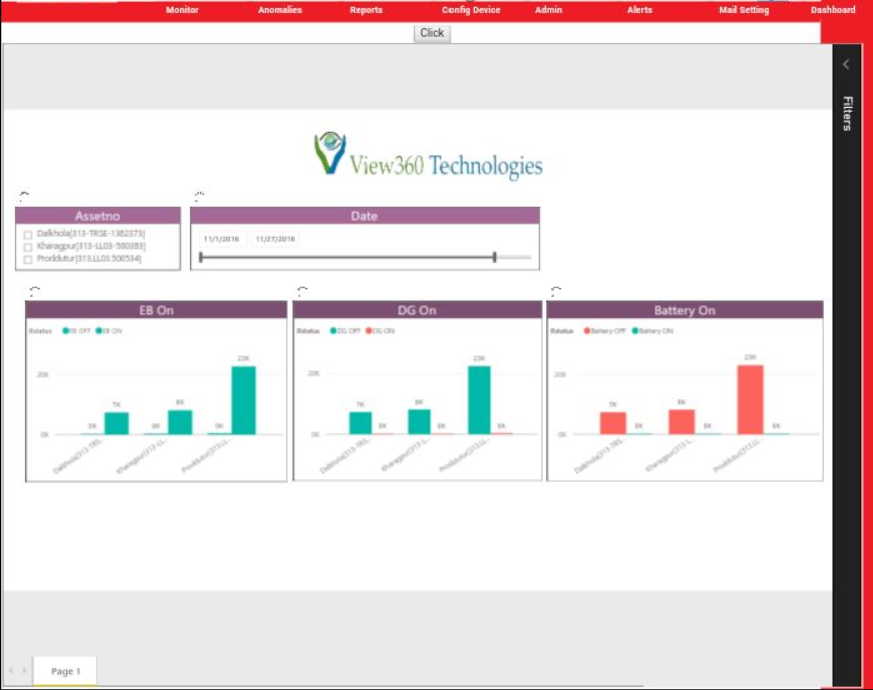 Monitor Anomalies Reports Config Device Admin Alerts Mail Setting Dashboard
Click
Filters
View360 Technologies
Assetno
Dalkhola[313-TRSE-1382373]
Kharagpur[313-LL03-500383]
Proddutur[313.LL03.500534]
Date
11/1/2016 11/27/2016
EB On
Rstatus EB OFF EB ON
20K
0K
0K 7K 0K 8K 0K 23K
Dalkhola[313-TRS...
Kharagpur[313-LL...
Proddutur[313.LL...
DG On
Rstatus DG OFF DG ON
20K
0K
7K 0K 8K 0K 23K 0K
Dalkhola[313-TRS...
Kharagpur[313-L...
Proddutur[313.LL...
Battery On
Rstatus Battery OFF Battery ON
20K
0K
7K 0K 8K 0K 23K 0K
Dalkhola[313-TRS...
Kharagpur[313-L...
Proddutur[313.LL...
Page 1